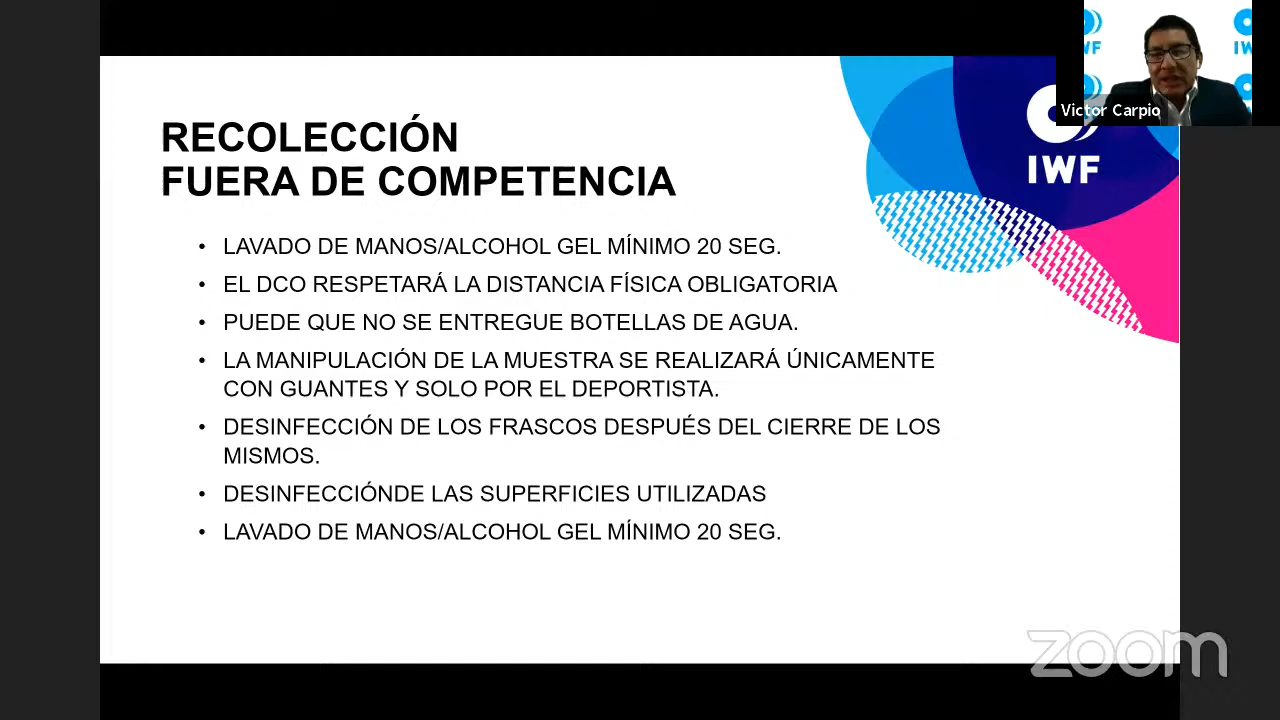 RECOLECCIÓN
FUERA DE COMPETENCIA
• LAVADO DE MANOS/ALCOHOL GEL MÍNIMO 20 SEG.
• EL DCO RESPETARÁ LA DISTANCIA FÍSICA OBLIGATORIA
• PUEDE QUE NO SE ENTREGUE BOTELLAS DE AGUA.
• LA MANIPULACIÓN DE LA MUESTRA SE REALIZARÁ ÚNICAMENTE
CON GUANTES Y SOLO POR EL DEPORTISTA.
• DESINFECCIÓN DE LOS FRASCOS DESPUÉS DEL CIERRE DE LOS
MISMOS.
• DESINFECCIÓNDE LAS SUPERFICIES UTILIZADAS
• LAVADO DE MANOS/ALCOHOL GEL MÍNIMO 20 SEG.
IWF
IWF
Victor Carpio
zoom